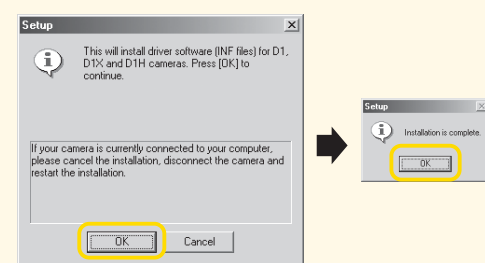 Setup
This will install driver software (INF files) for D1,
D1X and D1H cameras. Press [OK] to
continue.
If your camera is currently connected to your computer,
please cancel the installation, disconnect the camera and
restart the installation.
OK Cancel
Setup
Installation is complete.
OK